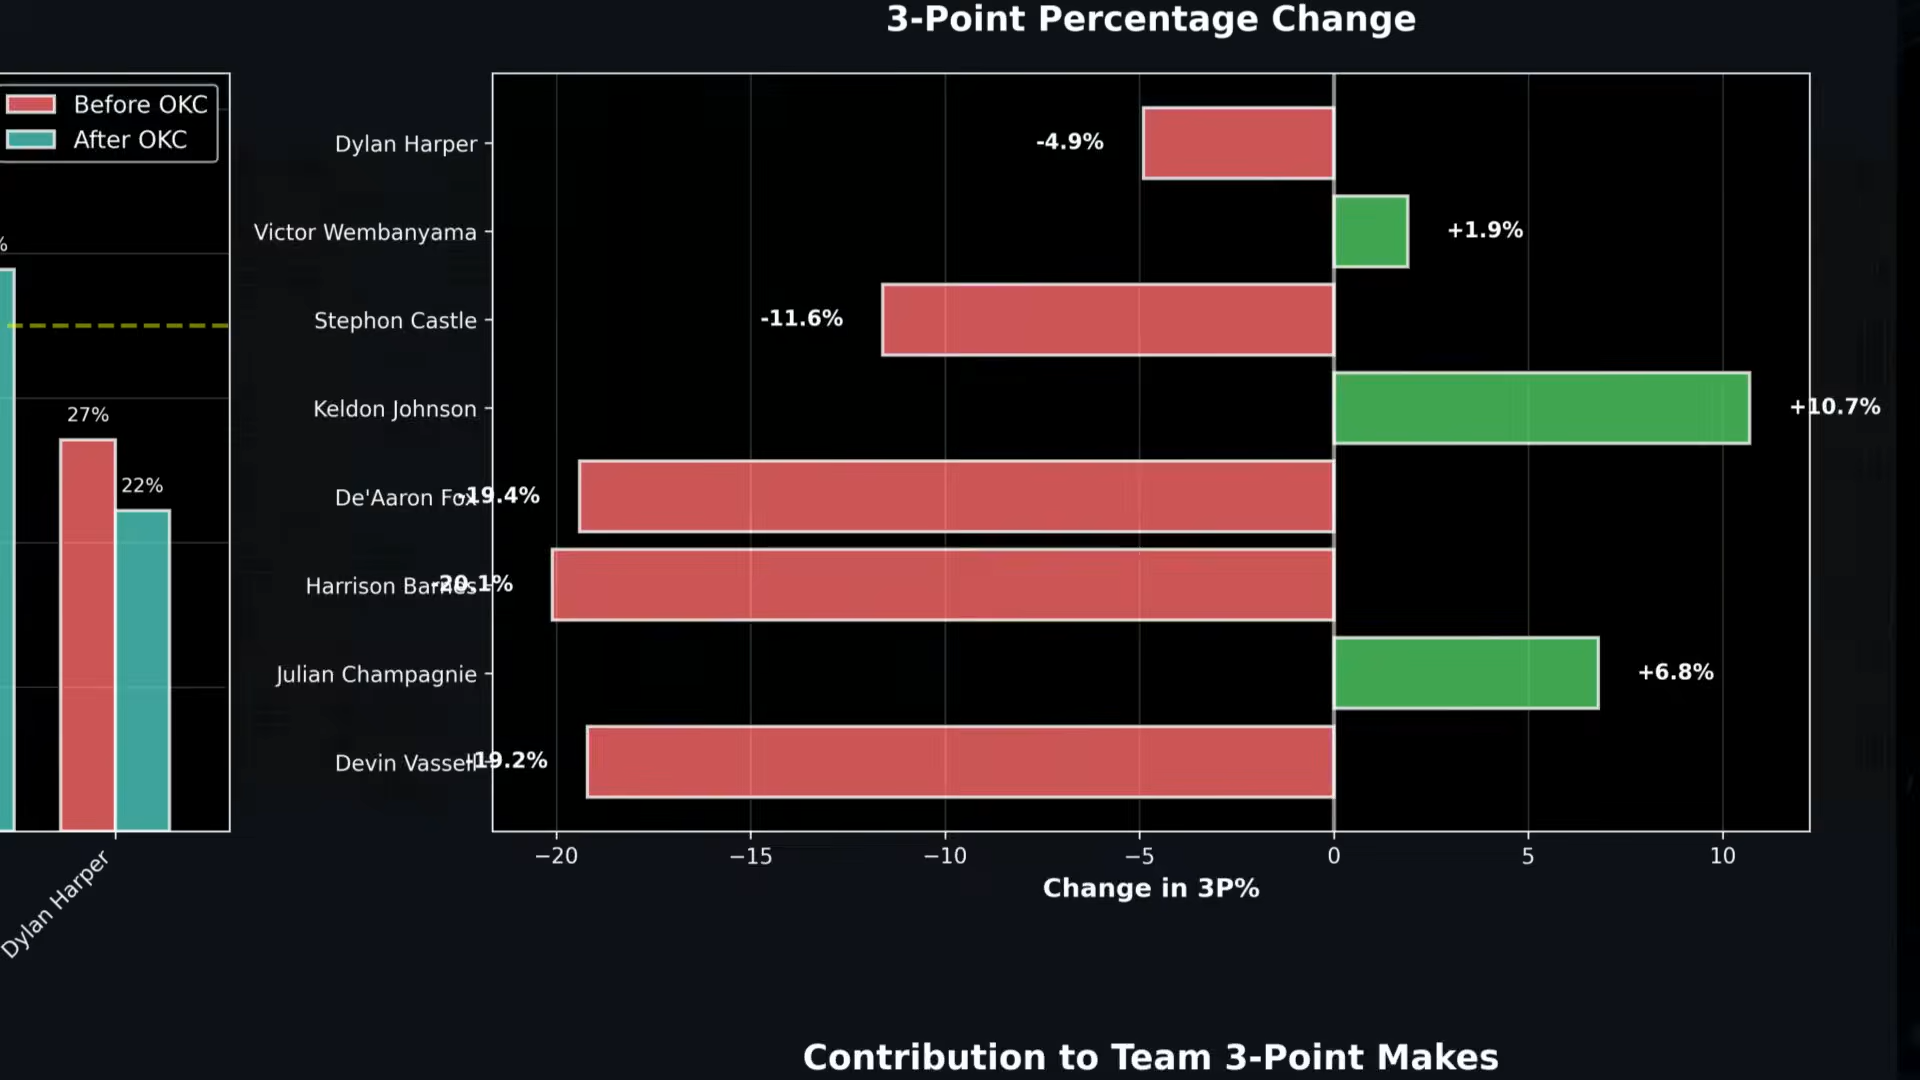 3-Point Percentage Change
Before OKC
After OKC
%
27%
22%
Dylan Harper
Dylan Harper
-4.9%
Victor Wembanyama
+1.9%
Stephon Castle
-11.6%
Keldon Johnson
+10.7%
De'Aaron Fox
-19.4%
Harrison Barnes
-20.1%
Julian Champagnie
+6.8%
Devin Vassell
-19.2%
−20
−15
−10
−5
0
5
10
Change in 3P%
Contribution to Team 3-Point Makes